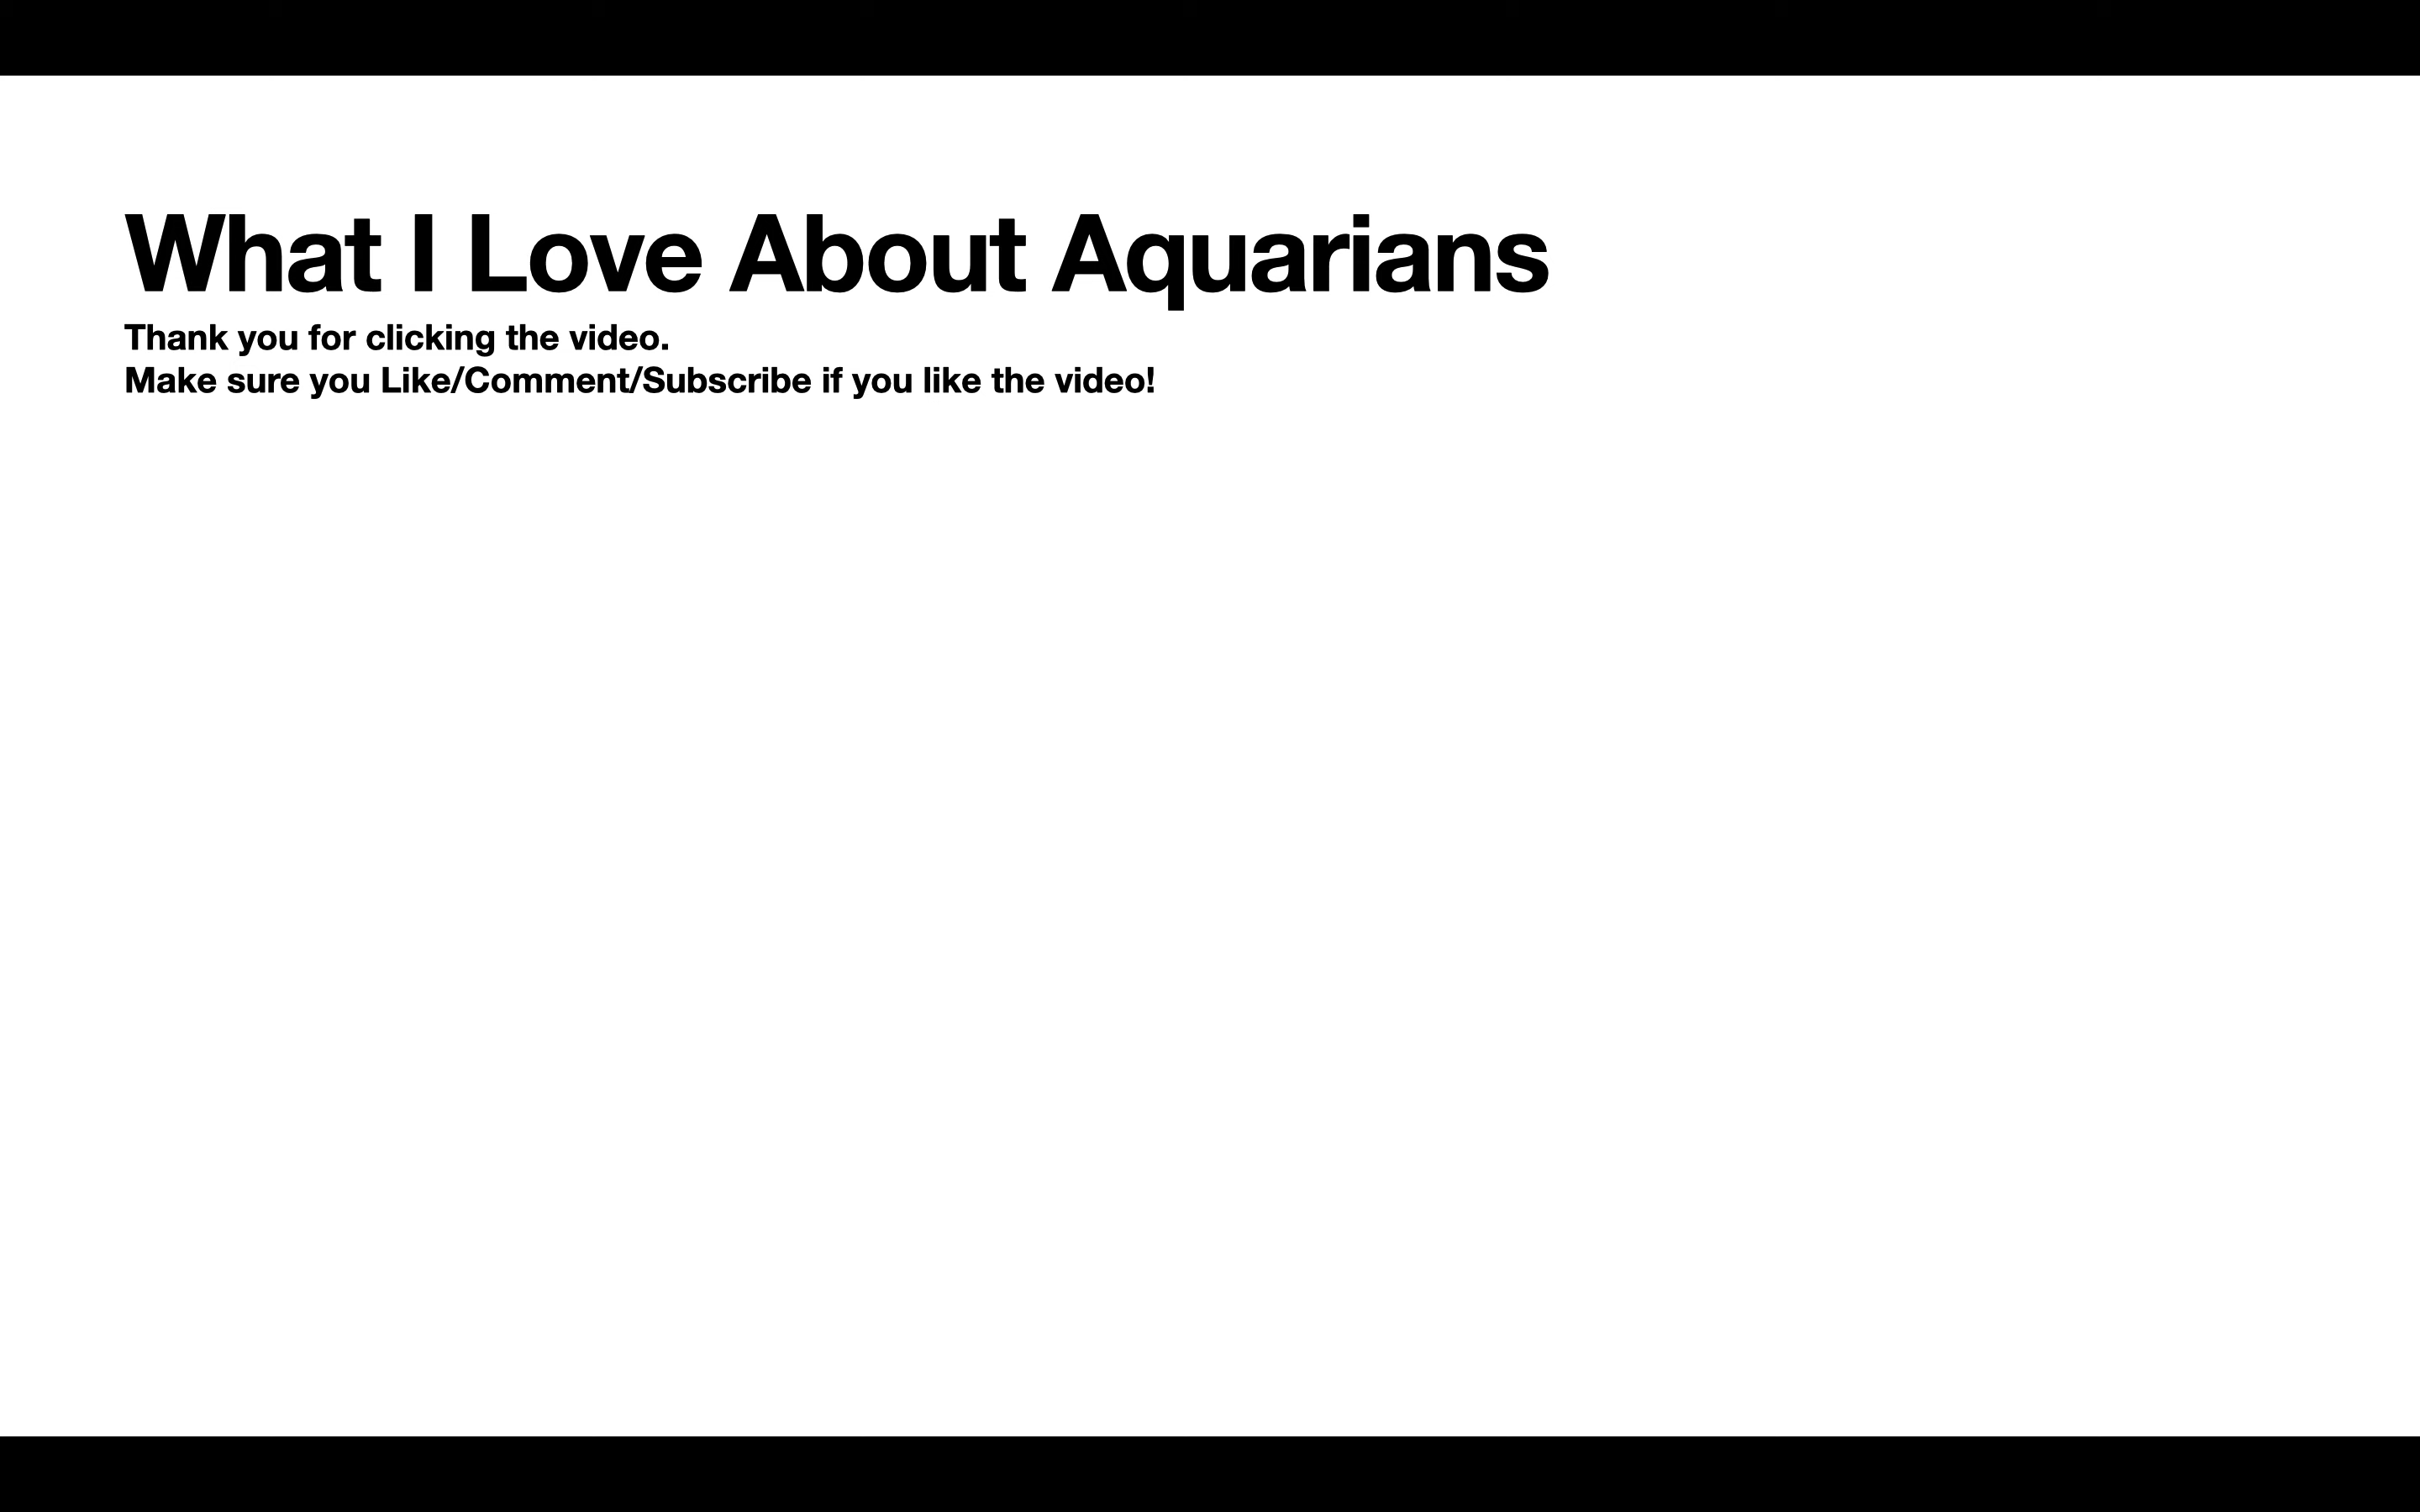 What I Love About Aquarians
Thank you for clicking the video.
Make sure you Like/Comment/Subscribe if you like the video!